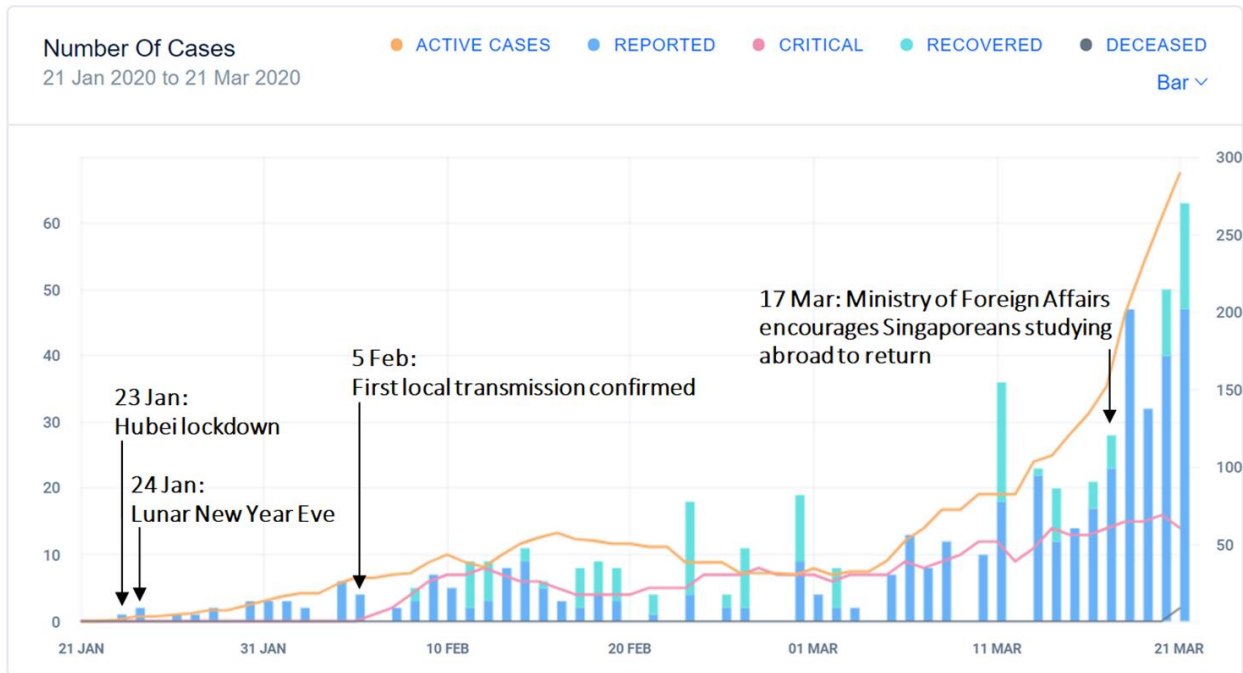 Number Of Cases
21 Jan 2020 to 21 Mar 2020
ACTIVE CASES
REPORTED
CRITICAL
RECOVERED
DECEASED
Bar
300
60
250
50
17 Mar: Ministry of Foreign Affairs
encourages Singaporeans studying
abroad to return
200
40
5 Feb:
First local transmission confirmed
150
23 Jan:
Hubei lockdown
30
24 Jan:
Lunar New Year Eve
20
100
10
50
0
21 JAN
31 JAN
10 FEB
20 FEB
01 MAR
11 MAR
21 MAR